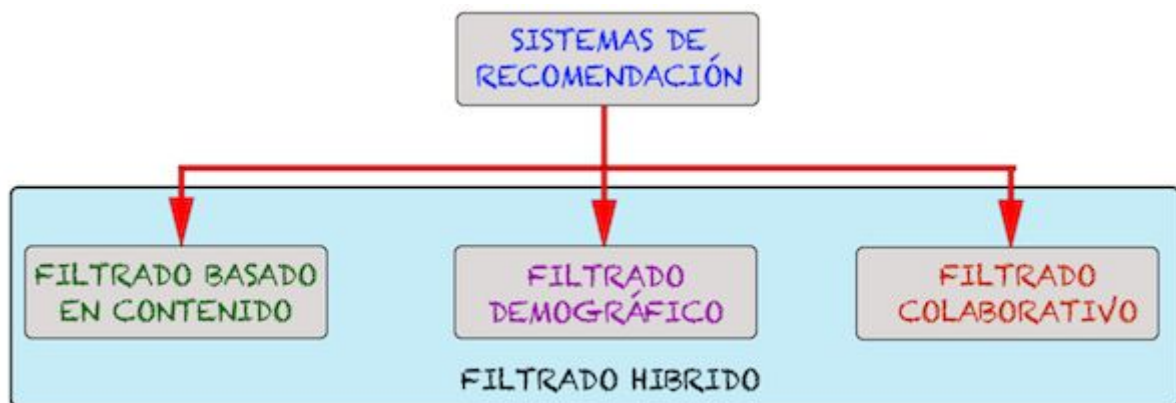 SISTEMAS DE
RECOMENDACIÓN
FILTRADO BASADO
EN CONTENIDO
FILTRADO
DEMOGRÁFICO
FILTRADO
COLABORATIVO
FILTRADO HIBRIDO